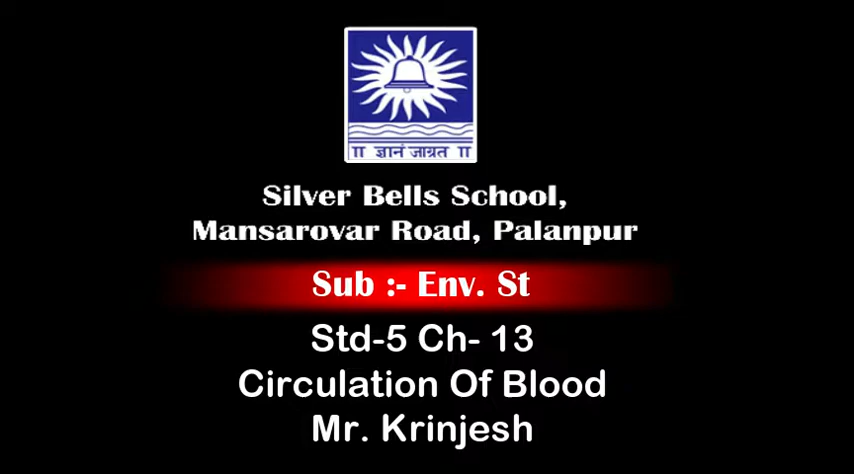 ॥ ज्ञानं जाग्रत ॥
Silver Bells School,
Mansarovar Road, Palanpur
Sub :- Env. St
Std-5 Ch- 13
Circulation Of Blood
Mr. Krinjesh